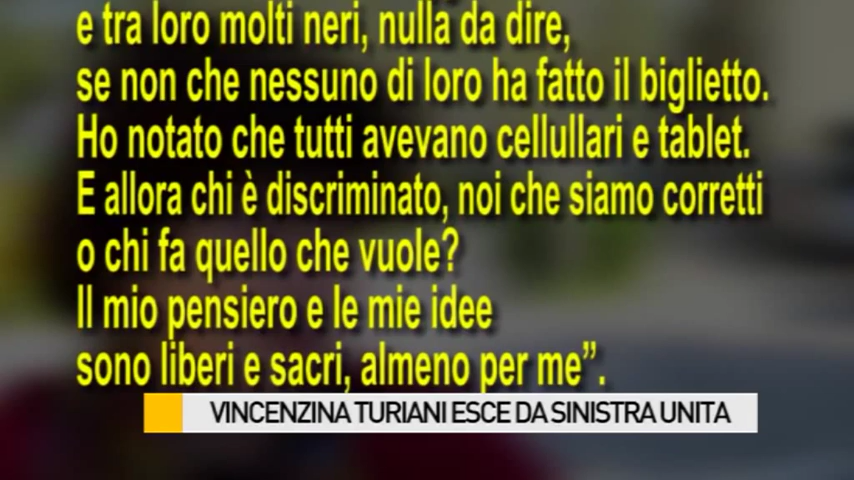 e tra loro molti neri, nulla da dire,
se non che nessuno di loro ha fatto il biglietto.
Ho notato che tutti avevano cellullari e tablet.
E allora chi è discriminato, noi che siamo corretti
o chi fa quello che vuole?
Il mio pensiero e le mie idee
sono liberi e sacri, almeno per me”.
VINCENZINA TURIANI ESCE DA SINISTRA UNITA